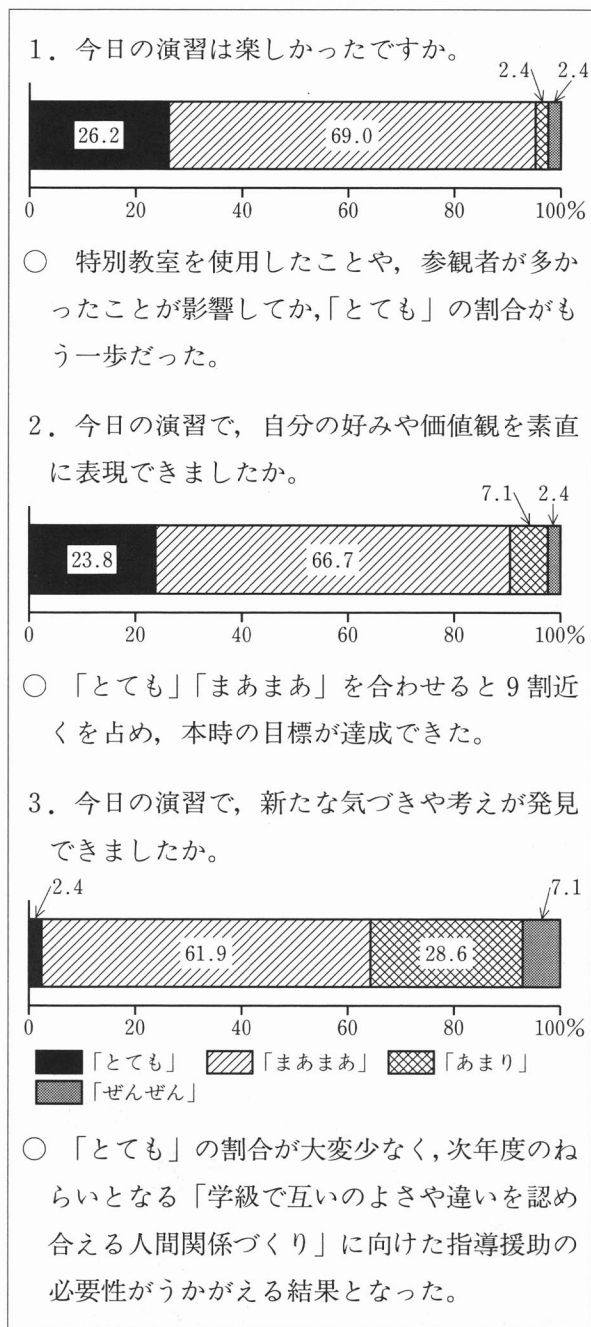 1．今日の演習は楽しかったですか。
2.4 2.4
26.2 69.0
0 20 40 60 80 100%
○　特別教室を使用したことや，参観者が多か
ったことが影響してか，「とても」の割合がも
う一歩だった。
2．今日の演習で，自分の好みや価値観を素直
に表現できましたか。
7.1 2.4
23.8 66.7
0 20 40 60 80 100%
○　「とても」「まあまあ」を合わせると9割近
くを占め，本時の目標が達成できた。
3．今日の演習で，新たな気づきや考えが発見
できましたか。
2.4 7.1
61.9 28.6
0 20 40 60 80 100%
「とても」 「まあまあ」 「あまり」
「ぜんぜん」
○　「とても」の割合が大変少なく，次年度のね
らいとなる「学級で互いのよさや違いを認め
合える人間関係づくり」に向けた指導援助の
必要性がうかがえる結果となった。